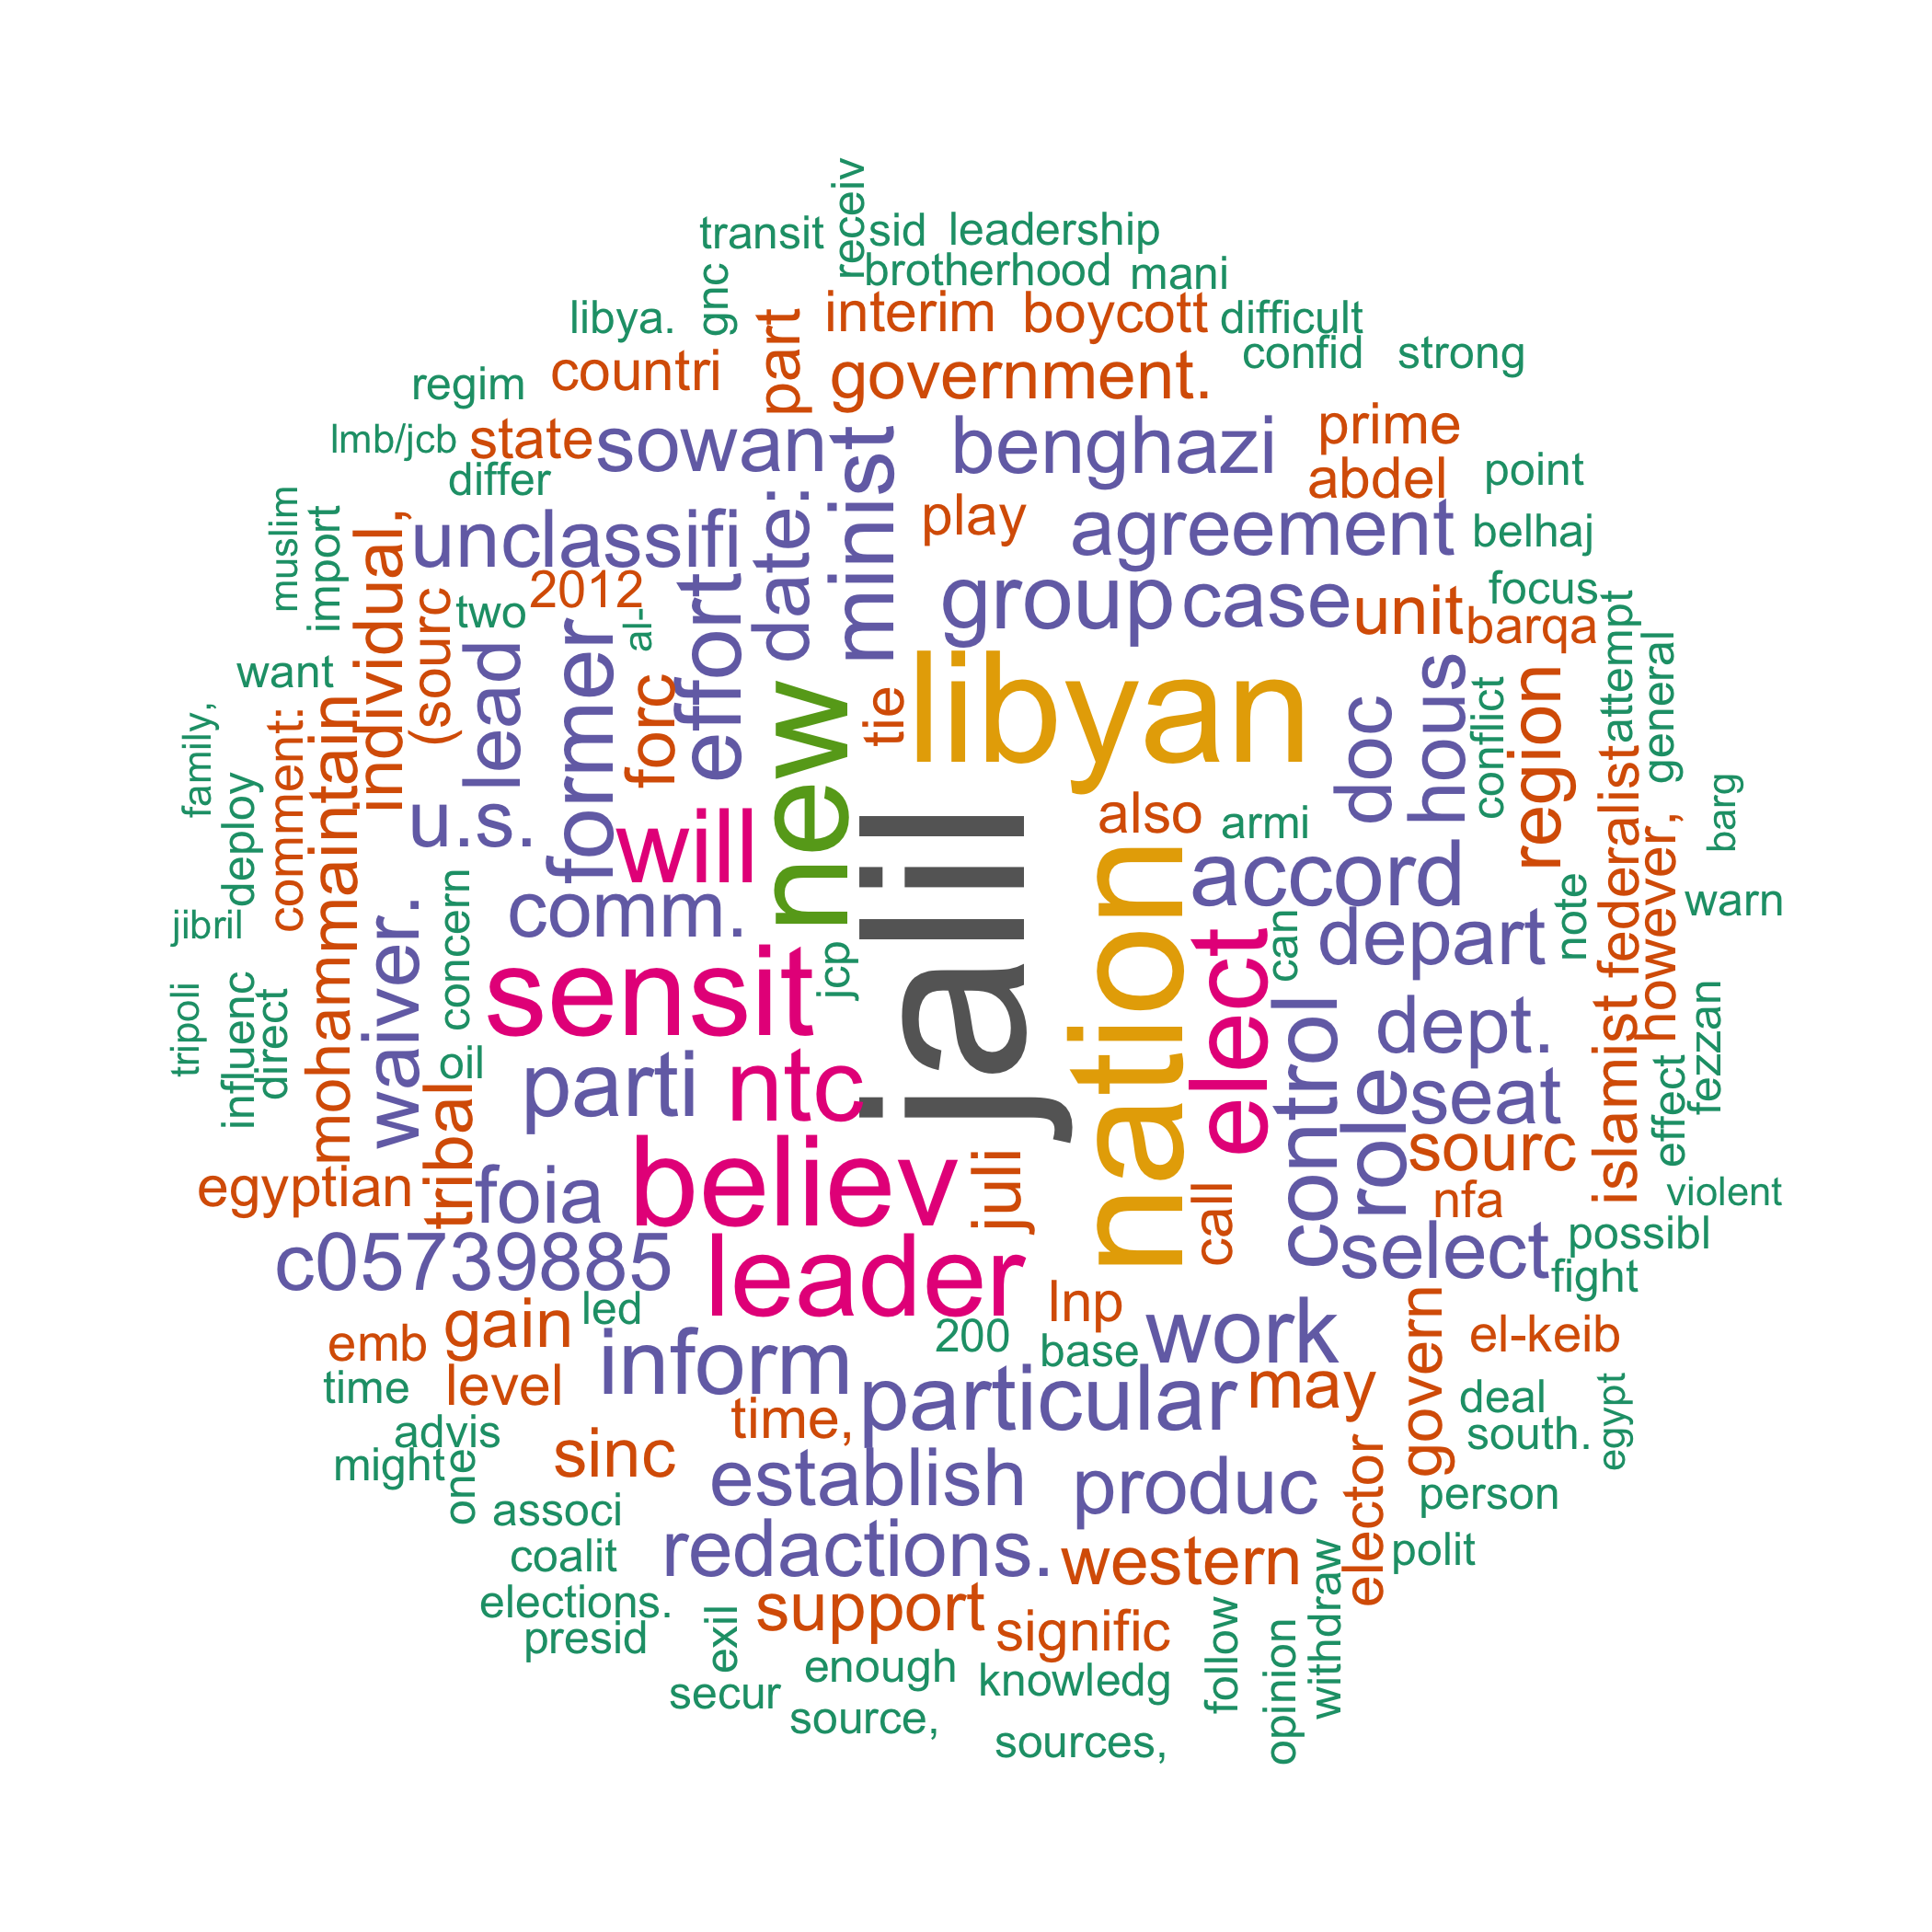 receiv
transit
sid
leadership
brotherhood
mani
gnc
libya.
part
interim
boycott
difficult
confid
strong
regim
countri
government.
lmb/jcb
state
sowan
minist
benghazi
prime
abdel
point
differ
muslim
import
individual,
unclassifi
date:
play
agreement
belhaj
(sourc
two
2012
al-
effort
group
case
unit
focus
barqa
attempt
general
want
lead
former
forc
new
tie
libyan
doc
hous
conflict
region
federalist
family,
deploy
comment:
maintain
u.s.
will
jalil
also
armi
accord
however,
barg
jibril
mohammad
waiver.
concern
comm.
nation
elect
can
depart
note
warn
tripoli
influenc
direct
sensit
jcp
control
dept.
islamist
fezzan
oil
parti
ntc
role
seat
effect
egyptian
tribal
foia
believ
juli
call
sourc
nfa
violent
c05739885
leader
select
possibl
fight
emb
gain
led
lnp
200
base
work
govern
el-keib
time
level
inform
particular
may
deal
advis
time,
south.
egypt
might
one
sinc
establish
produc
elector
person
associ
coalit
redactions.
western
withdraw
polit
elections.
presid
exil
support
signific
follow
opinion
secur
enough
knowledg
source,
sources,